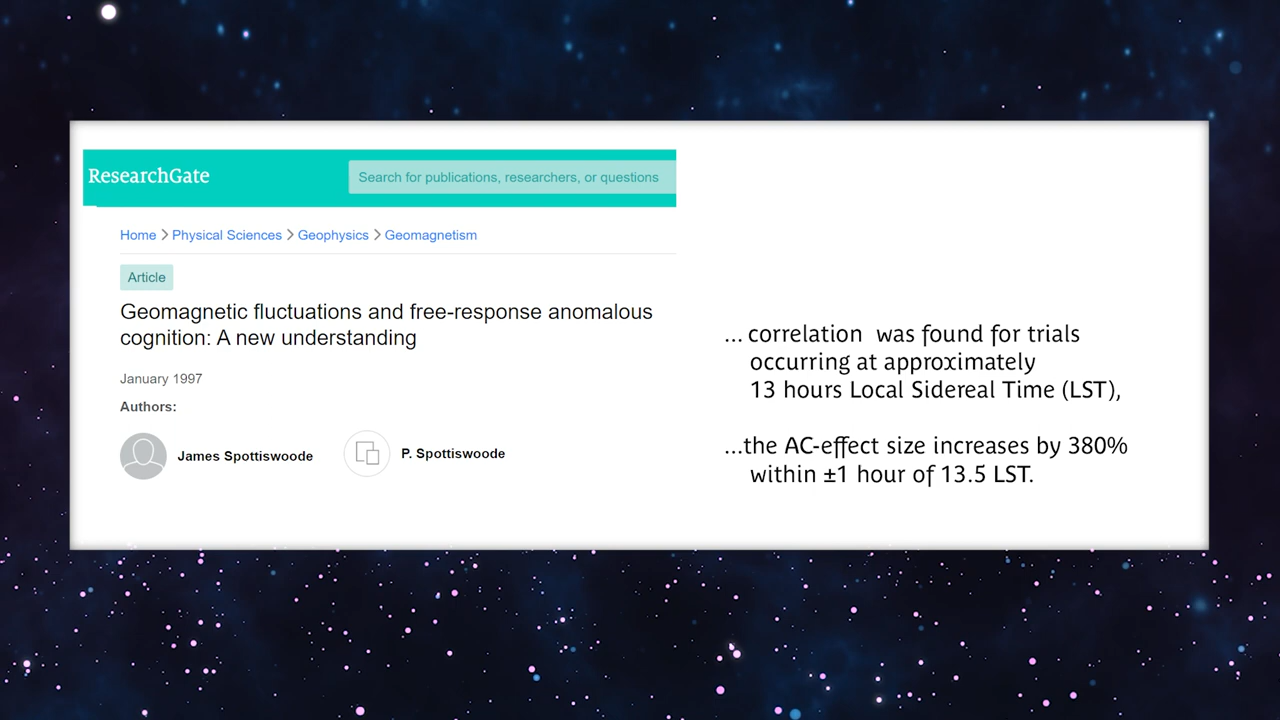 ResearchGate
Search for publications, researchers, or questions
Home > Physical Sciences > Geophysics > Geomagnetism
Article
Geomagnetic fluctuations and free-response anomalous
cognition: A new understanding
January 1997
Authors:
James Spottiswoode
P. Spottiswoode
... correlation was found for trials
occurring at approximately
13 hours Local Sidereal Time (LST),
...the AC-effect size increases by 380%
within ±1 hour of 13.5 LST.